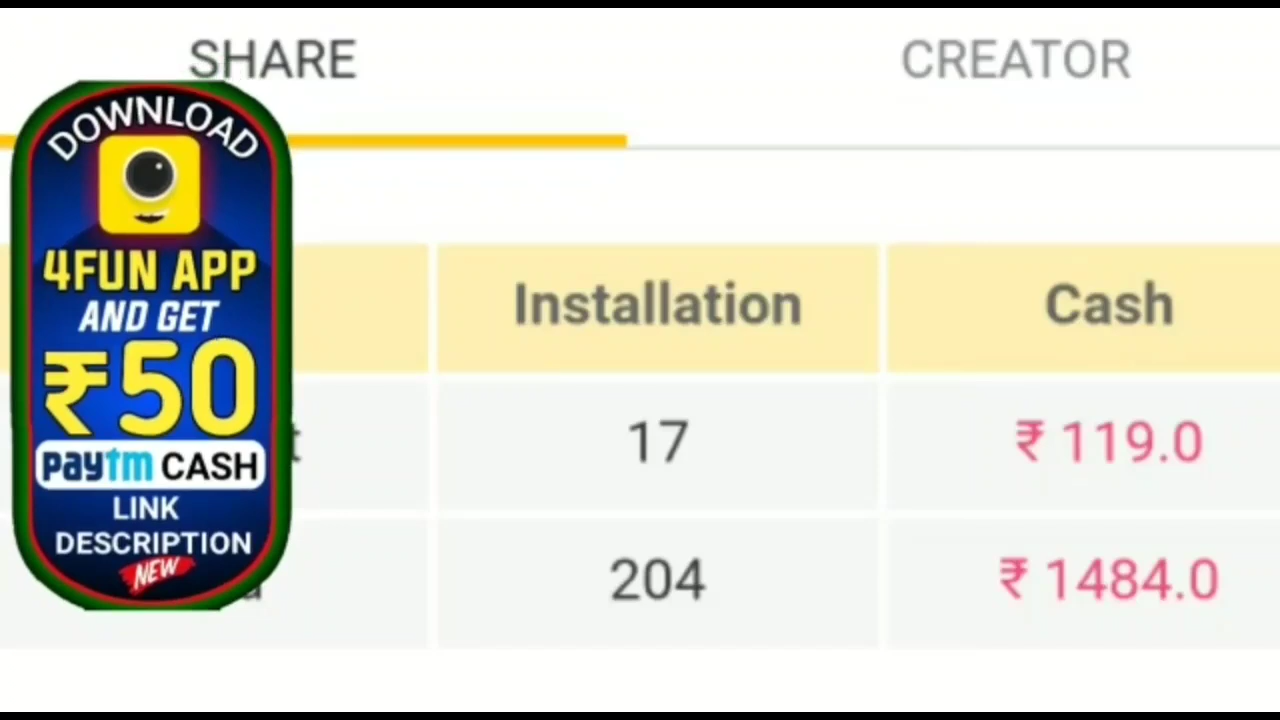 SHARE
CREATOR
DOWNLOAD
4FUN APP
AND GET
₹50
paytm CASH
LINK
DESCRIPTION
NEW
Installation
Cash
17
₹ 119.0
204
₹ 1484.0